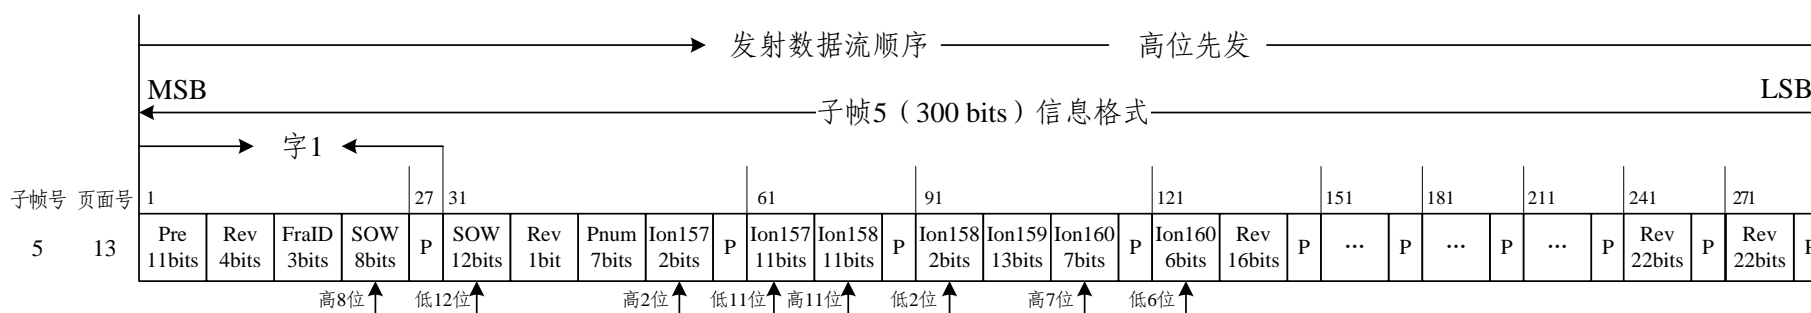 发射数据流顺序 高位先发
MSB LSB
子帧5（300 bits）信息格式
字1
子帧号 页面号 1 27 31 61 91 121 151 181 211 241 271
Pre Rev FraID SOW SOW Rev Pnum Ion157 Ion157 Ion158 Ion158 Ion159 Ion160 Ion160 Rev Rev Rev
5 13 P P P P P ... P ... P ... P P P
11bits 4bits 3bits 8bits 12bits 1bit 7bits 2bits 11bits 11bits 2bits 13bits 7bits 6bits 16bits 22bits 22bits
高8位 低12位 高2位 低11位 高11位 低2位 高7位 低6位